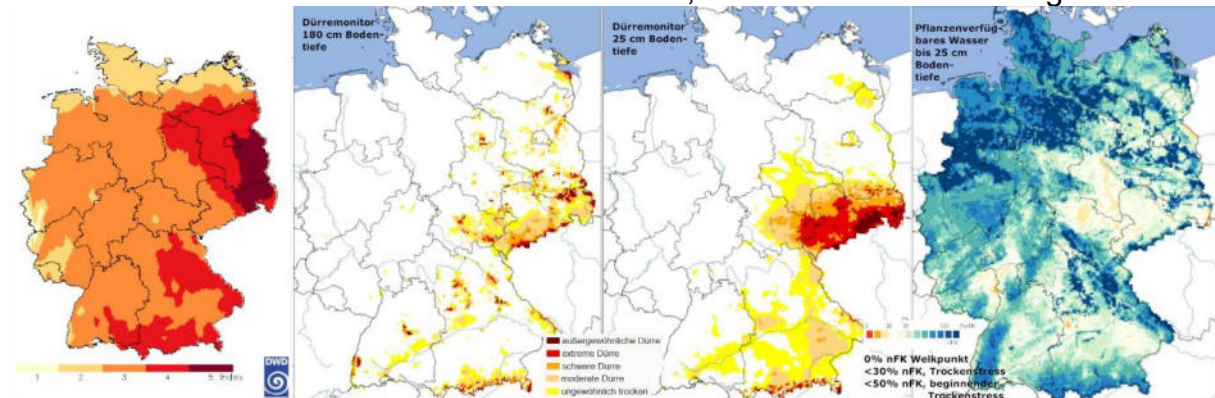 1 2 3 4 5 Index
DWD
Dürremonitor
180 cm Boden-
tiefe
außergewöhnliche Dürre
extreme Dürre
schwere Dürre
moderate Dürre
ungewöhnlich trocken
Dürremonitor
25 cm Boden-
tiefe
Pflanzenverfüg-
bares Wasser
bis 25 cm
Boden-
tiefe
0% nFK Welkpunkt
<30% nFK, Trockenstress
<50% nFK, beginnender
Trockenstress